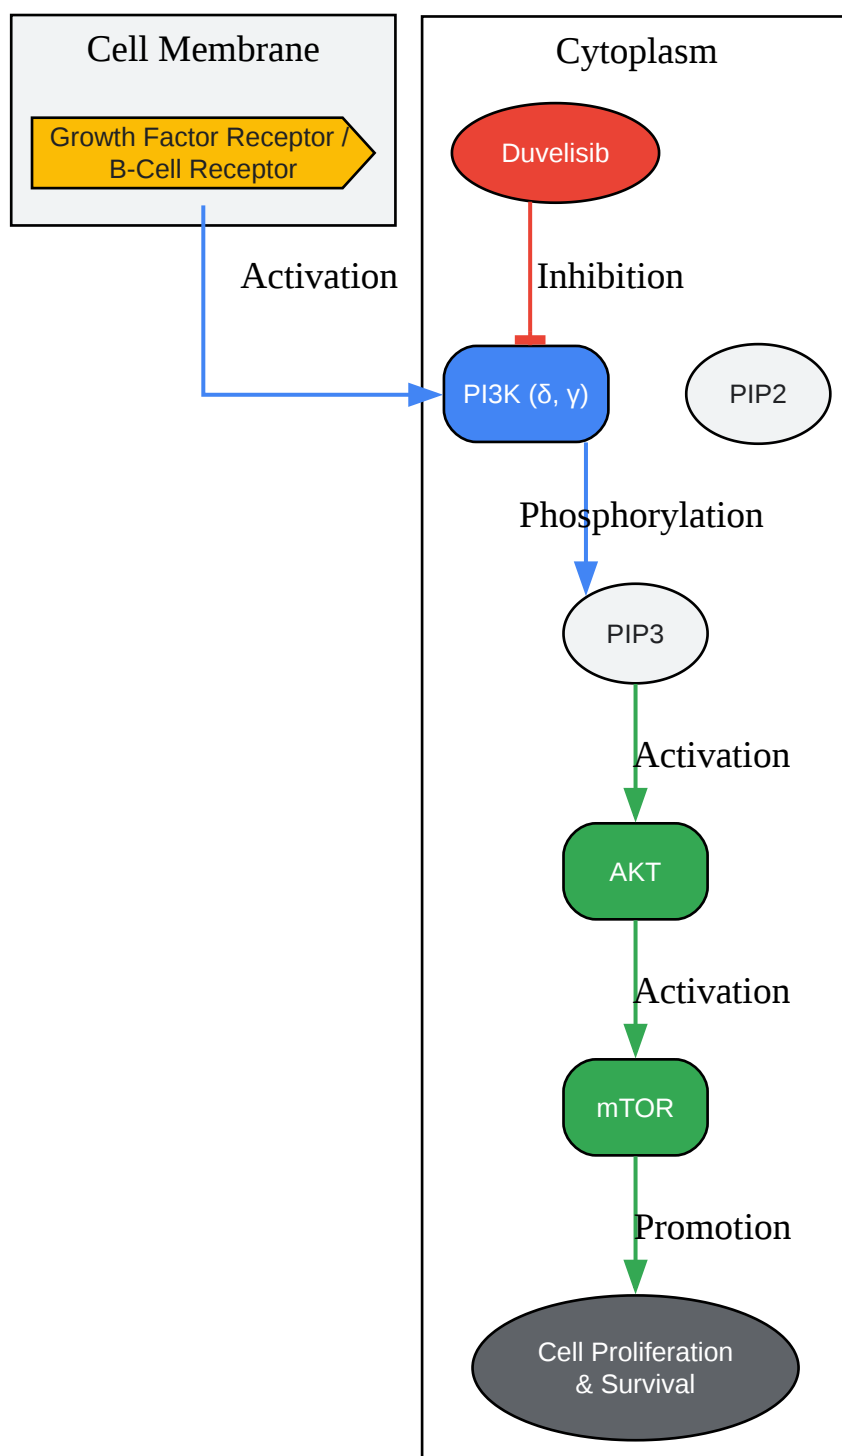 Cell Membrane
Growth Factor Receptor /
B-Cell Receptor
Cytoplasm
Duvelisib
Activation
Inhibition
PI3K (δ, γ)
PIP2
Phosphorylation
PIP3
Activation
AKT
Activation
mTOR
Promotion
Cell Proliferation
& Survival